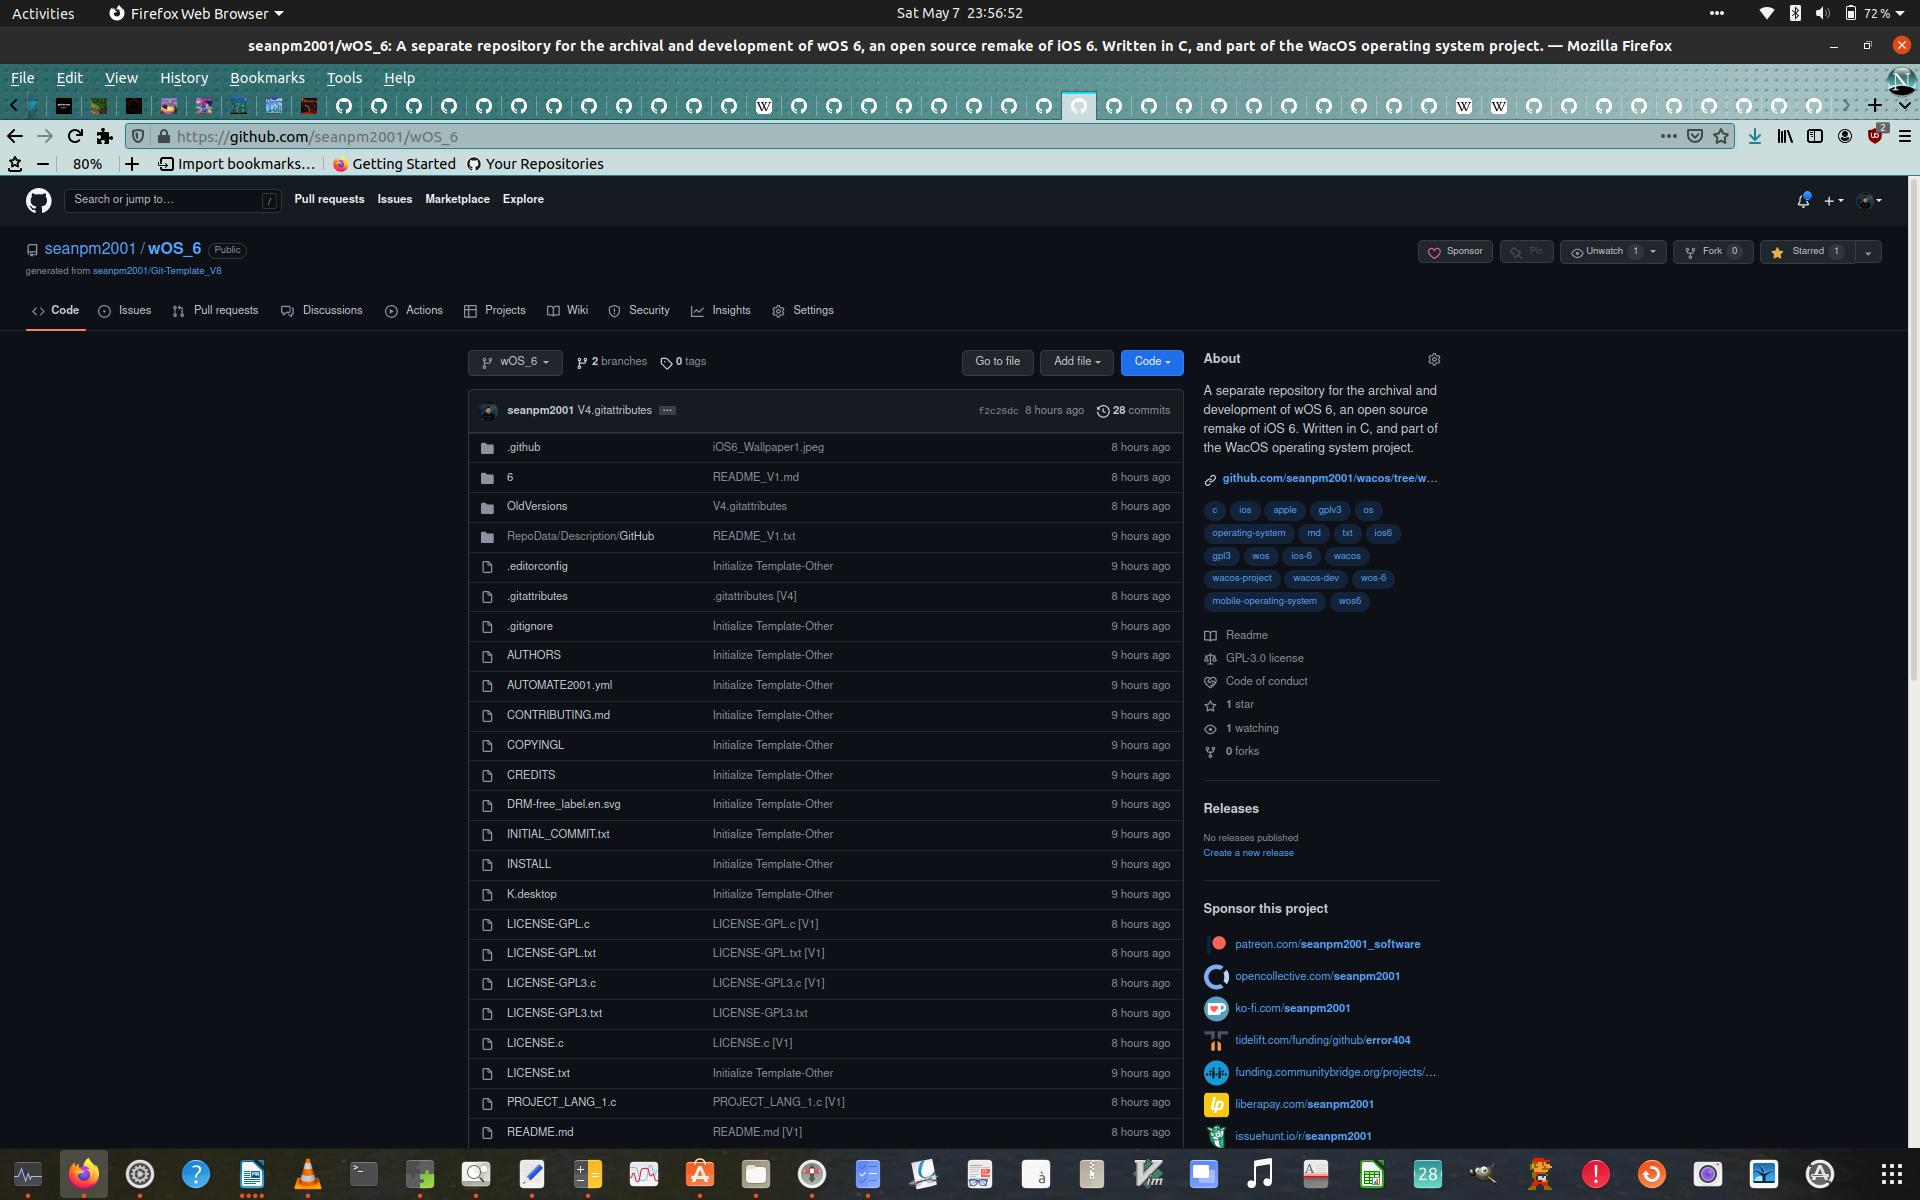 Activities Firefox Web Browser Sat May 7 23:56:52 72 %
seanpm2001/wOS_6: A separate repository for the archival and development of wOS 6, an open source remake of iOS 6. Written in C, and part of the WacOS operating system project. — Mozilla Firefox
File Edit View History Bookmarks Tools Help
https://github.com/seanpm2001/wOS_6 2
80% Import bookmarks… Getting Started Your Repositories
Search or jump to… / Pull requests Issues Marketplace Explore
seanpm2001 / wOS_6 Public Sponsor Pin Unwatch 1 Fork 0 Starred 1
generated from seanpm2001/Git-Template_V8
Code Issues Pull requests Discussions Actions Projects Wiki Security Insights Settings
wOS_6 2 branches 0 tags Go to file Add file Code
seanpm2001 V4.gitattributes f2c26dc 8 hours ago 28 commits
.github iOS6_Wallpaper1.jpeg 8 hours ago
6 README_V1.md 8 hours ago
OldVersions V4.gitattributes 8 hours ago
RepoData/Description/GitHub README_V1.txt 9 hours ago
.editorconfig Initialize Template-Other 9 hours ago
.gitattributes .gitattributes [V4] 8 hours ago
.gitignore Initialize Template-Other 9 hours ago
AUTHORS Initialize Template-Other 9 hours ago
AUTOMATE2001.yml Initialize Template-Other 9 hours ago
CONTRIBUTING.md Initialize Template-Other 9 hours ago
COPYINGL Initialize Template-Other 9 hours ago
CREDITS Initialize Template-Other 9 hours ago
DRM-free_label.en.svg Initialize Template-Other 9 hours ago
INITIAL_COMMIT.txt Initialize Template-Other 9 hours ago
INSTALL Initialize Template-Other 9 hours ago
K.desktop Initialize Template-Other 9 hours ago
LICENSE-GPL.c LICENSE-GPL.c [V1] 8 hours ago
LICENSE-GPL.txt LICENSE-GPL.txt [V1] 8 hours ago
LICENSE-GPL3.c LICENSE-GPL3.c [V1] 8 hours ago
LICENSE-GPL3.txt LICENSE-GPL3.txt 8 hours ago
LICENSE.c LICENSE.c [V1] 8 hours ago
LICENSE.txt Initialize Template-Other 9 hours ago
PROJECT_LANG_1.c PROJECT_LANG_1.c [V1] 8 hours ago
README.md README.md [V1] 8 hours ago
About
A separate repository for the archival and
development of wOS 6, an open source
remake of iOS 6. Written in C, and part of
the WacOS operating system project.
github.com/seanpm2001/wacos/tree/w…
c ios apple gplv3 os
operating-system md txt ios6
gpl3 wos ios-6 wacos
wacos-project wacos-dev wos-6
mobile-operating-system wos6
Readme
GPL-3.0 license
Code of conduct
1 star
1 watching
0 forks
Releases
No releases published
Create a new release
Sponsor this project
patreon.com/seanpm2001_software
opencollective.com/seanpm2001
ko-fi.com/seanpm2001
tidelift.com/funding/github/error404
funding.communitybridge.org/projects/…
liberapay.com/seanpm2001
issuehunt.io/r/seanpm2001
28